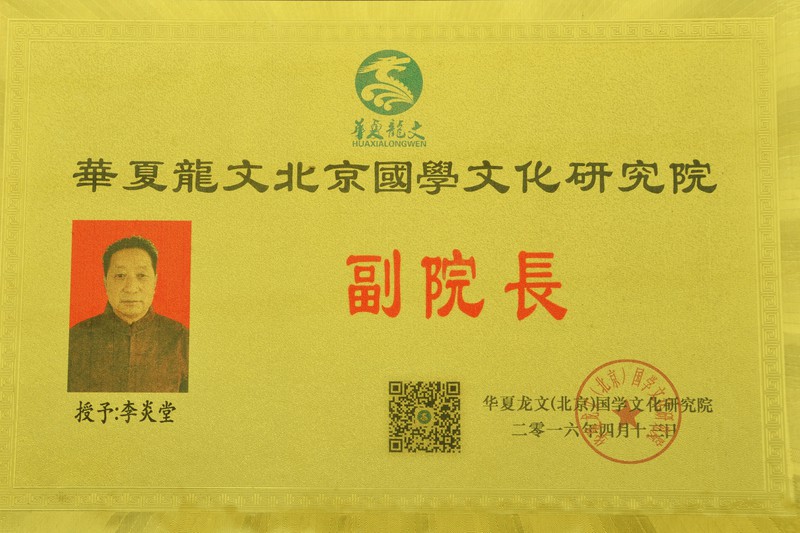 華夏龍文
HUAXIALONGWEN
華夏龍文北京國學文化研究院
副院長
授予:李炎堂
华夏龙文(北京)国学文化研究院
二零一六年四月十二日